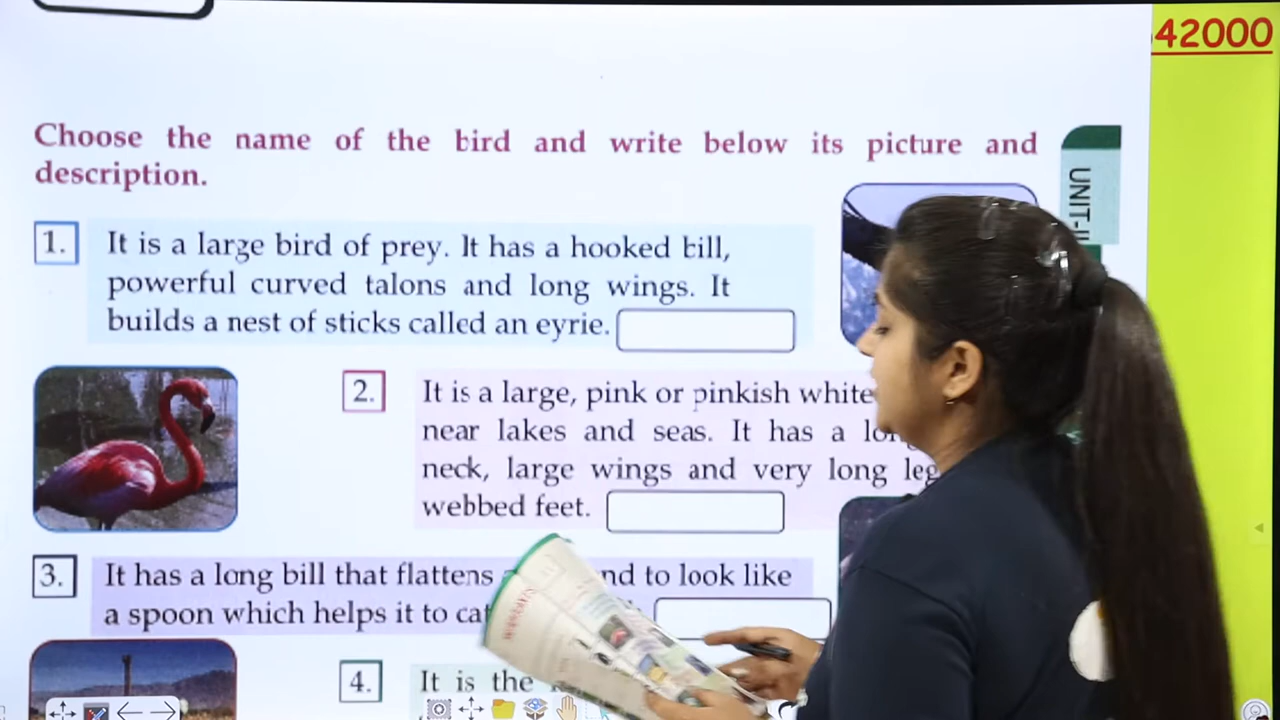 42000
Choose the name of the bird and write below its picture and
description.
UNIT-II
1. It is a large bird of prey. It has a hooked bill,
powerful curved talons and long wings. It
builds a nest of sticks called an eyrie.
2. It is a large, pink or pinkish white
near lakes and seas. It has a
neck, large wings and very long
webbed feet.
3. It has a long bill that flattens
to look like
a spoon which helps it to
4. It is the